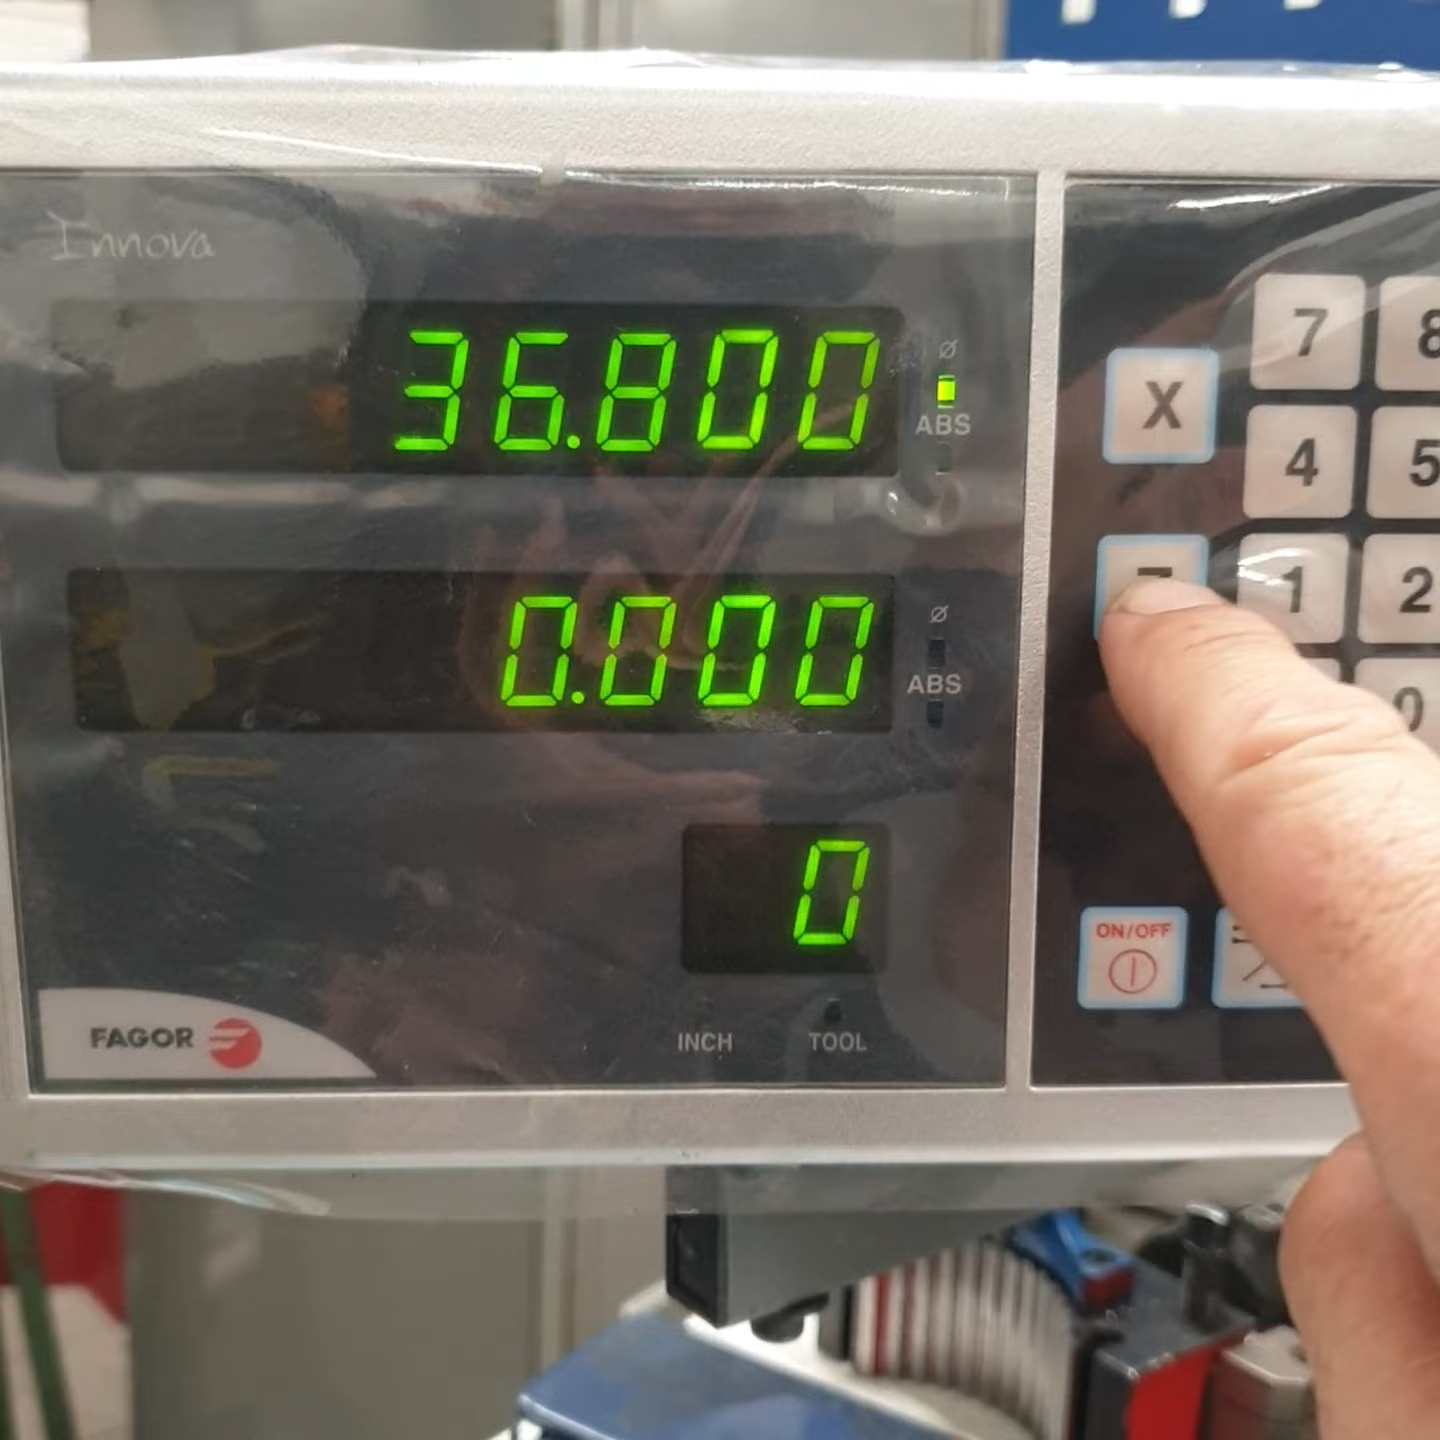 Innova
36.800
Ø
ABS
X
7 8
4 5
0.000
Ø
ABS
1 2
0
0
ON/OFF
FAGOR
INCH
TOOL